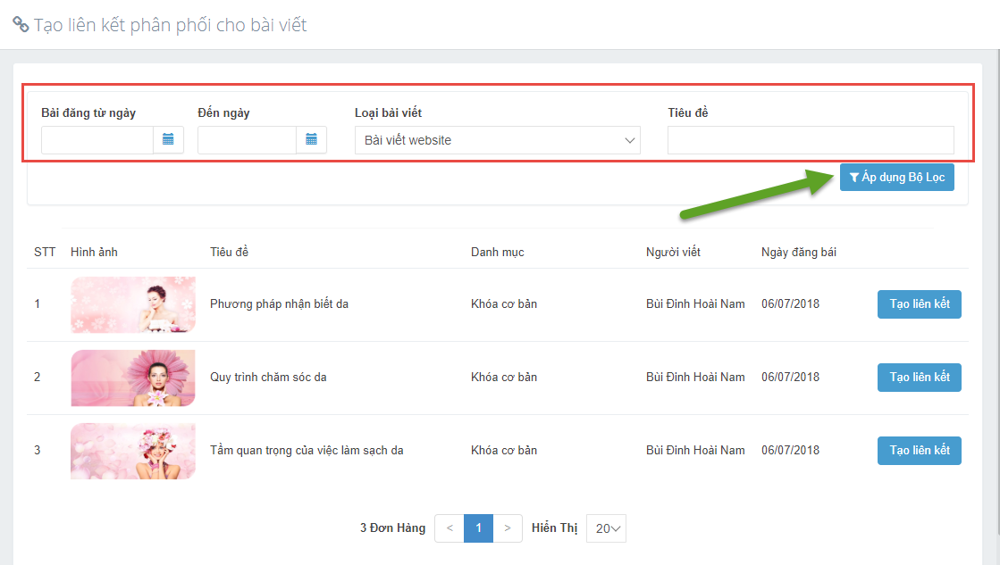 Tạo liên kết phân phối cho bài viết
Bài đăng từ ngày Đến ngày Loại bài viết Tiêu đề
Bài viết website
Áp dụng Bộ Lọc
STT Hình ảnh Tiêu đề Danh mục Người viết Ngày đăng bái
1 Phương pháp nhận biết da Khóa cơ bản Bùi Đinh Hoài Nam 06/07/2018 Tạo liên kết
2 Quy trình chăm sóc da Khóa cơ bản Bùi Đinh Hoài Nam 06/07/2018 Tạo liên kết
3 Tầm quan trọng của việc làm sạch da Khóa cơ bản Bùi Đinh Hoài Nam 06/07/2018 Tạo liên kết
3 Đơn Hàng < 1 > Hiển Thị 20